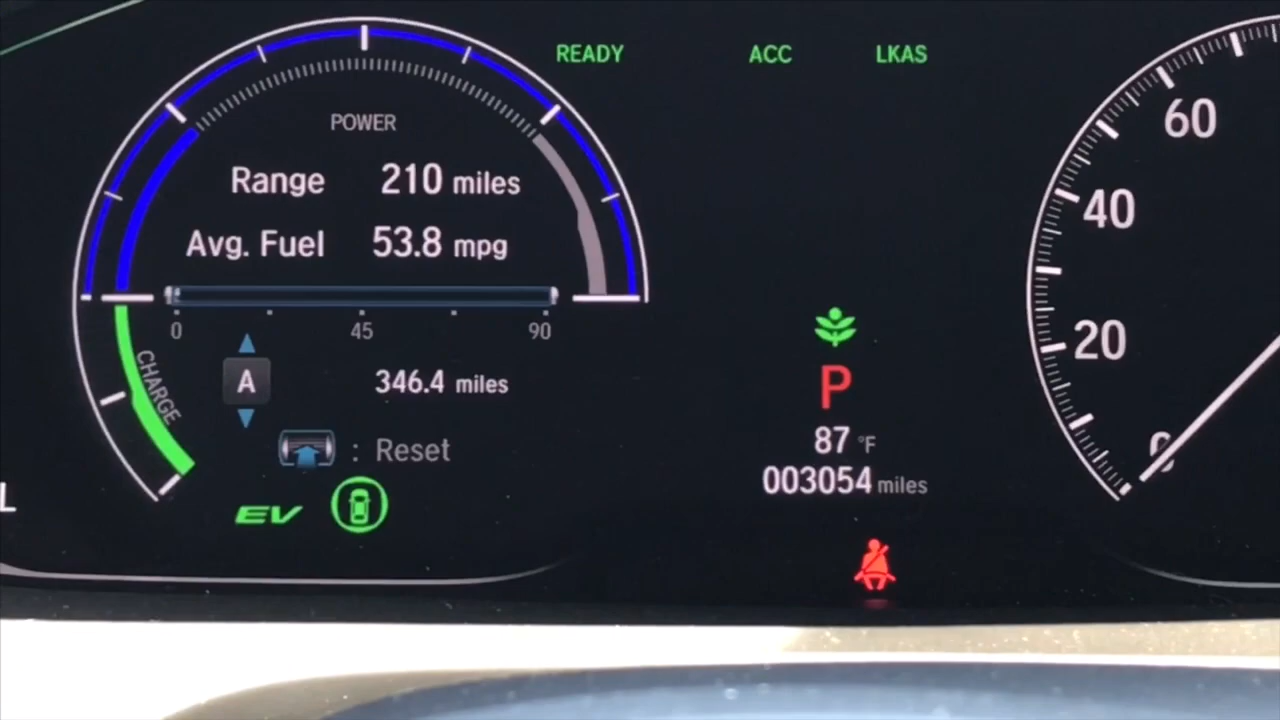 READY ACC LKAS
POWER
Range 210 miles
Avg. Fuel 53.8 mpg
0 45 90
CHARGE
A 346.4 miles
: Reset
EV
L
P
87 °F
003054 miles
60
40
20
0